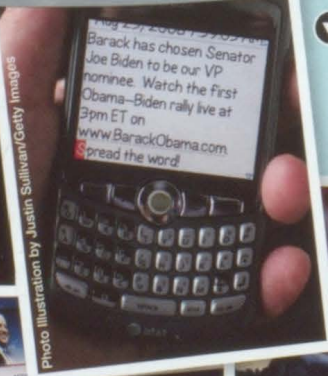 Barack has chosen Senator
Joe Biden to be our VP
nominee. Watch the first
Obama-Biden rally live at
3pm ET on
www.BarackObama.com
Spread the word!
at&t
Photo Illustration by Justin Sullivan/Getty Images